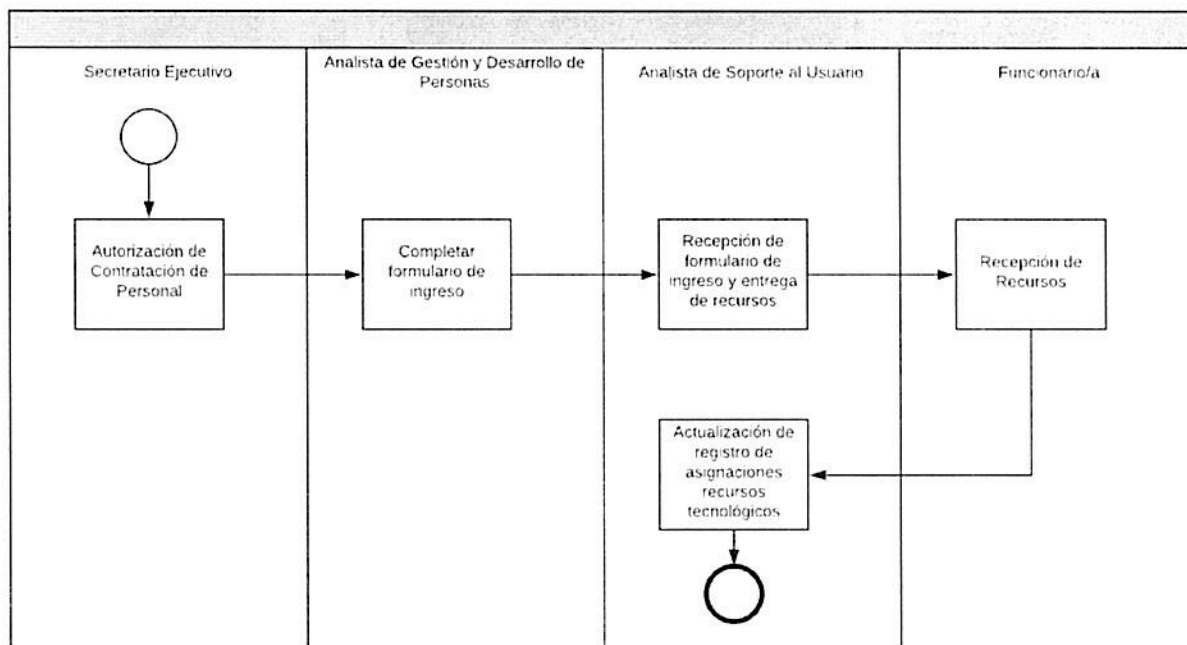 Secretario Ejecutivo
Analista de Gestión y Desarrollo de
Personas
Analista de Soporte al Usuario
Funcionario/a
Autorización de
Contratación de
Personal
Completar
formulario de
ingreso
Recepción de
formulario de
ingreso y entrega
de recursos
Recepción de
Recursos
Actualización de
registro de
asignaciones
recursos
tecnológicos